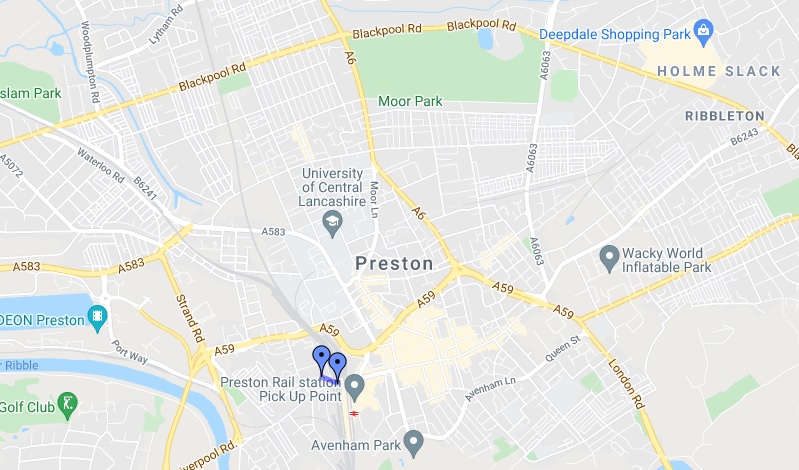 Blackpool Rd
Blackpool Rd
Deepdale Shopping Park
Lytham Rd
Woodplumpton Rd
A6
Blackpool Rd
A6063
HOLME SLACK
slam Park
Moor Park
RIBBLETON
B6243
Bla
A5072
Waterloo Rd
B6241
A6063
University
of Central
Lancashire
Moor Ln
A6
A583
A6063
Wacky World
Inflatable Park
Preston
A583
A583
A59
A59
A59
Strand Rd
DEON Preston
Port Way
A59
A59
Queen St
London Rd
r Ribble
Preston Rail station
Pick Up Point
Avenham Ln
Golf Club
Avenham Park
iverpool Rd